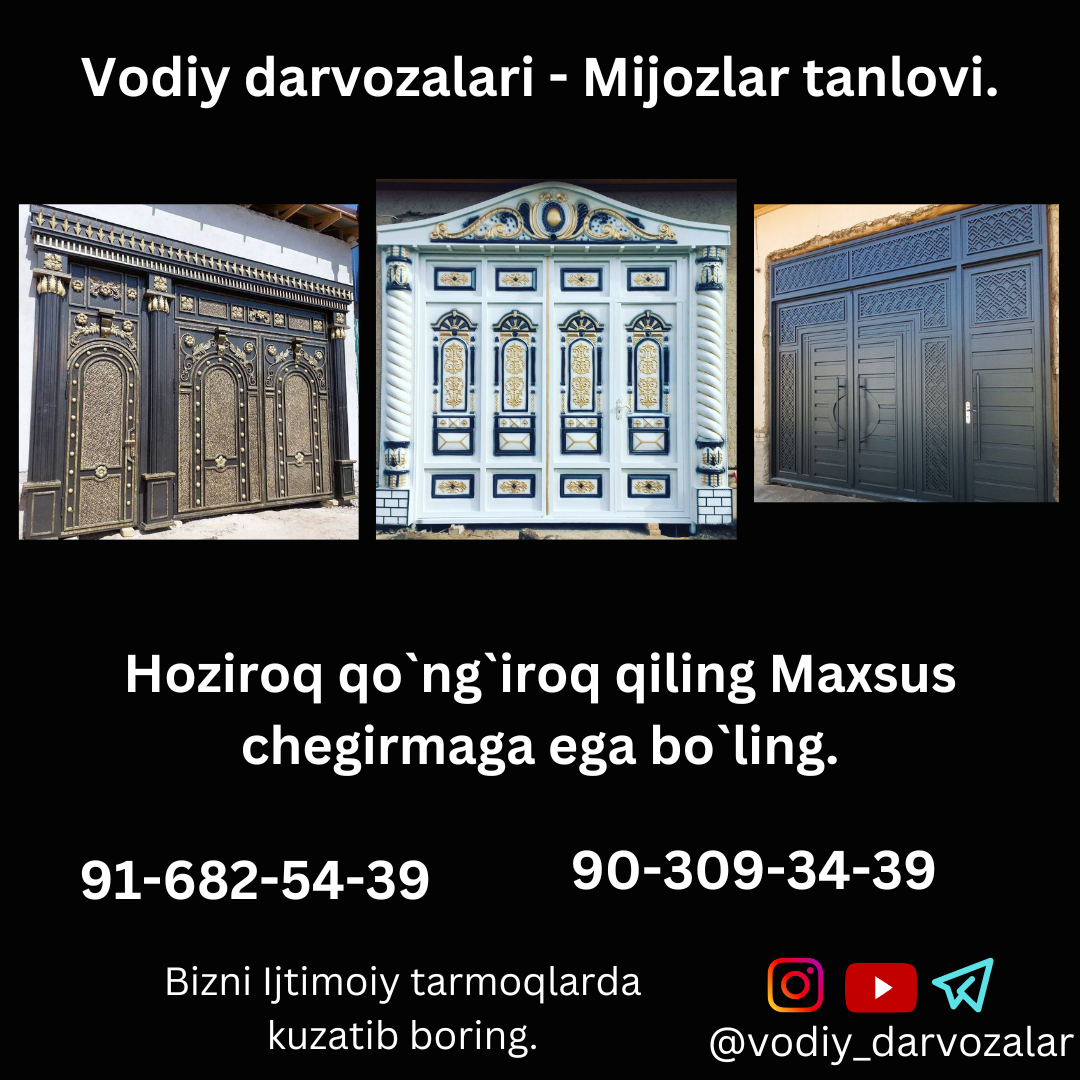 Vodiy darvozalari - Mijozlar tanlovi.
Hoziroq qo`ng`iroq qiling Maxsus
chegirmaga ega bo`ling.
91-682-54-39
90-309-34-39
Bizni Ijtimoiy tarmoqlarda
kuzatib boring.
@vodiy_darvozalar